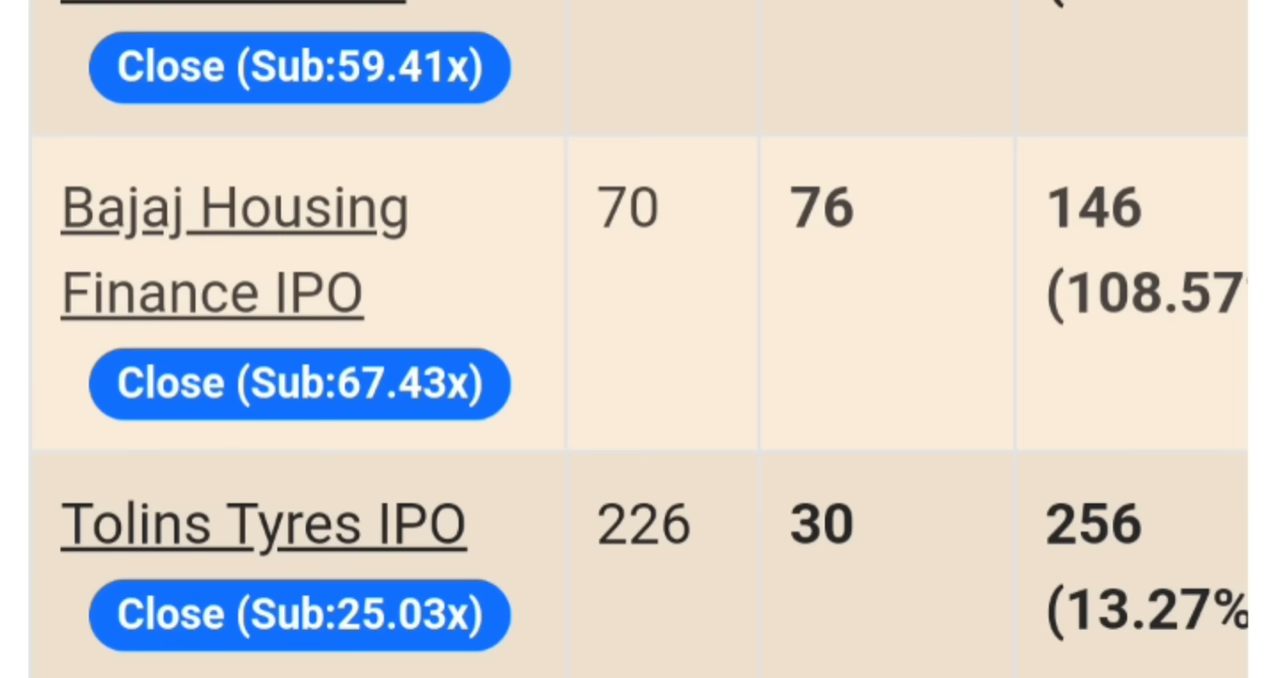 Close (Sub:59.41x)
Bajaj Housing 70 76 146
Finance IPO (108.57
Close (Sub:67.43x)
Tolins Tyres IPO 226 30 256
(13.27%
Close (Sub:25.03x)